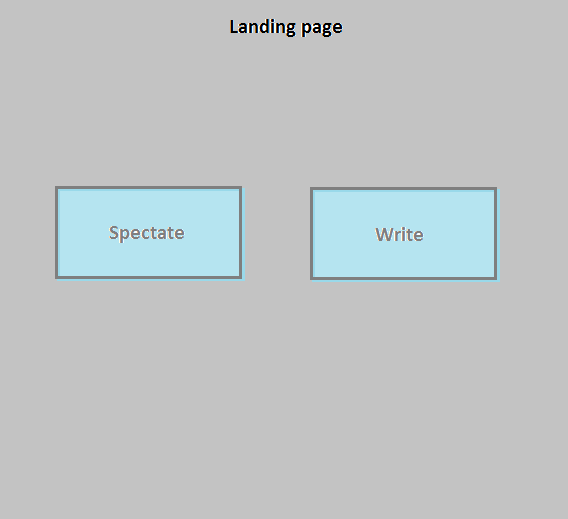 Landing page
Spectate
Write